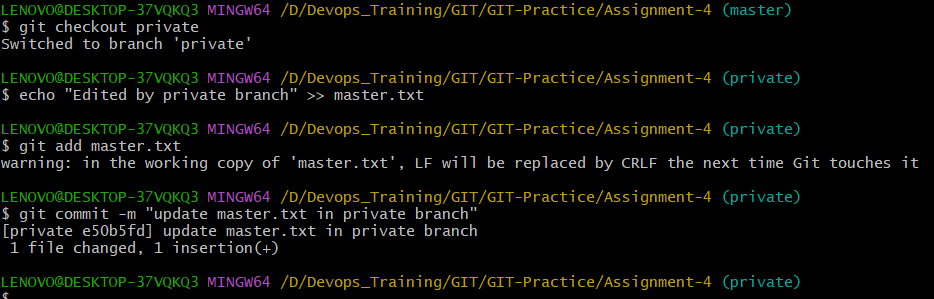 LENOVO@DESKTOP-37VQKQ3 MINGW64 /D/Devops_Training/GIT/GIT-Practice/Assignment-4 (master)
$ git checkout private
Switched to branch 'private'
LENOVO@DESKTOP-37VQKQ3 MINGW64 /D/Devops_Training/GIT/GIT-Practice/Assignment-4 (private)
$ echo "Edited by private branch" >> master.txt
LENOVO@DESKTOP-37VQKQ3 MINGW64 /D/Devops_Training/GIT/GIT-Practice/Assignment-4 (private)
$ git add master.txt
warning: in the working copy of 'master.txt', LF will be replaced by CRLF the next time Git touches it
LENOVO@DESKTOP-37VQKQ3 MINGW64 /D/Devops_Training/GIT/GIT-Practice/Assignment-4 (private)
$ git commit -m "update master.txt in private branch"
[private e50b5fd] update master.txt in private branch
 1 file changed, 1 insertion(+)
LENOVO@DESKTOP-37VQKQ3 MINGW64 /D/Devops_Training/GIT/GIT-Practice/Assignment-4 (private)
$